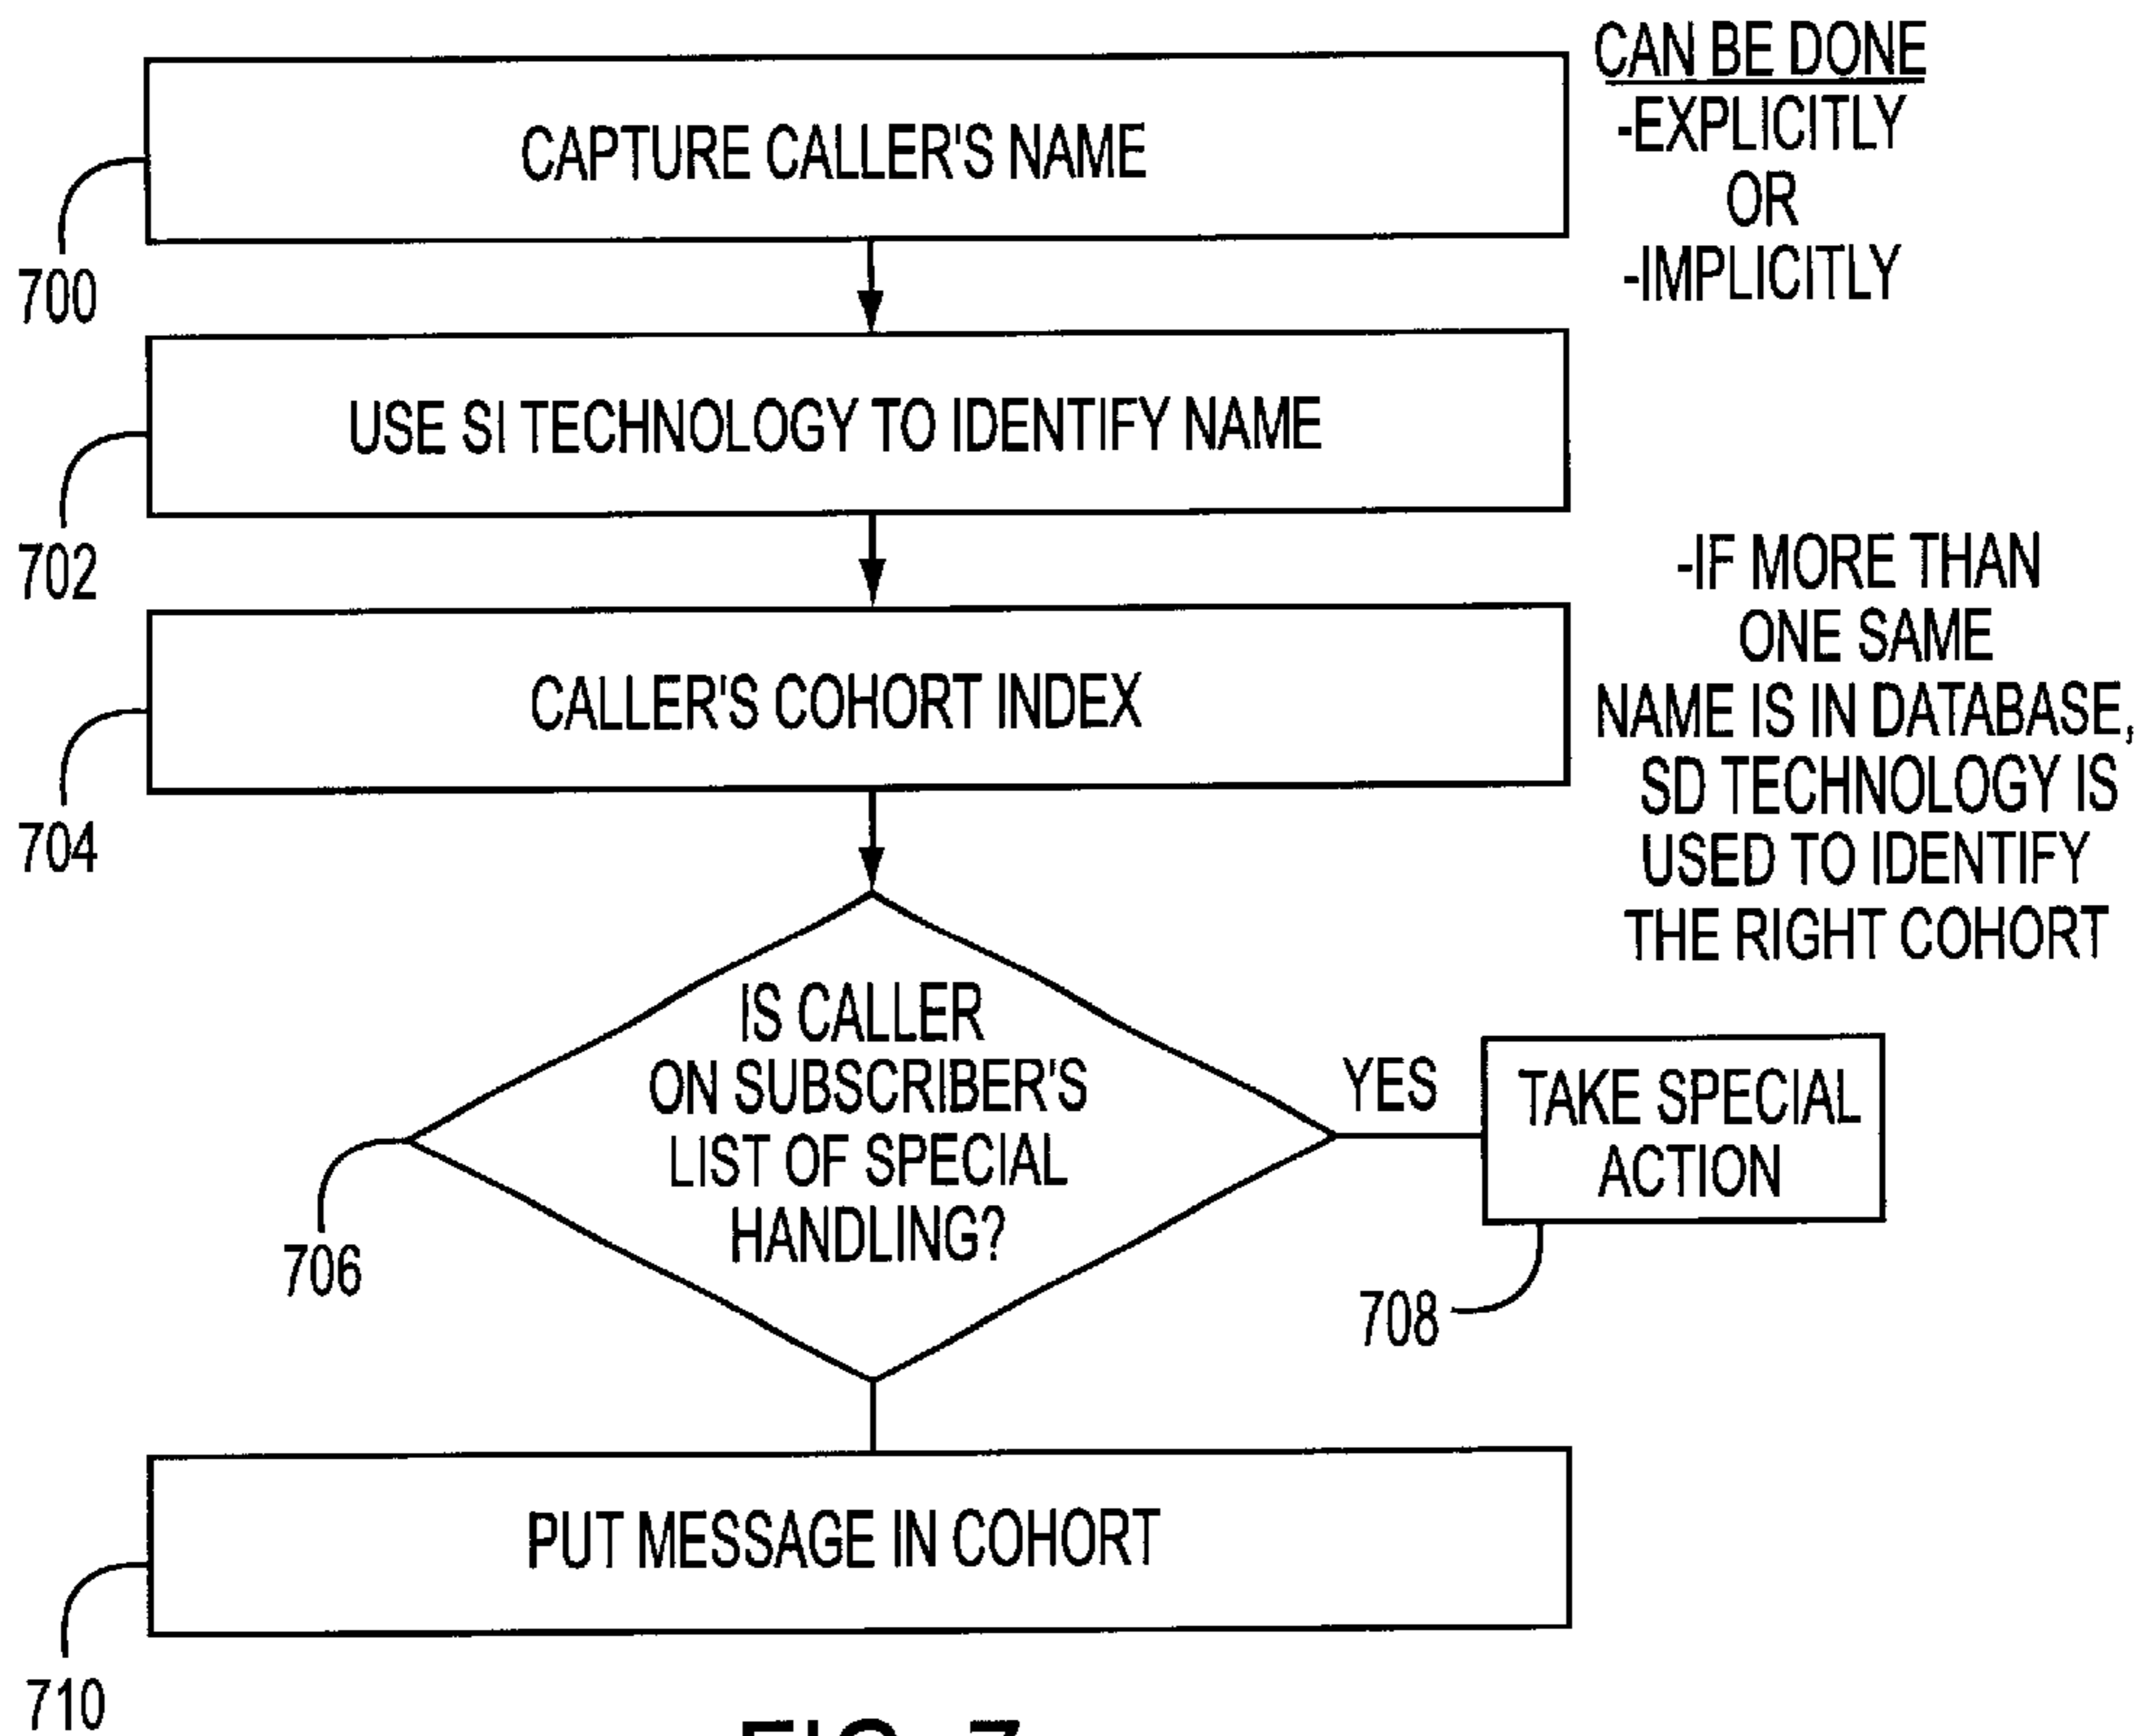 CAN BE DONE
-EXPLICITLY
OR
-IMPLICITLY
CAPTURE CALLER'S NAME
700
USE SI TECHNOLOGY TO IDENTIFY NAME
702
CALLER'S COHORT INDEX
704
-IF MORE THAN
ONE SAME
NAME IS IN DATABASE,
SD TECHNOLOGY IS
USED TO IDENTIFY
THE RIGHT COHORT
IS CALLER
ON SUBSCRIBER'S
LIST OF SPECIAL
HANDLING?
706
YES
TAKE SPECIAL
ACTION
708
PUT MESSAGE IN COHORT
710
FIG. 7